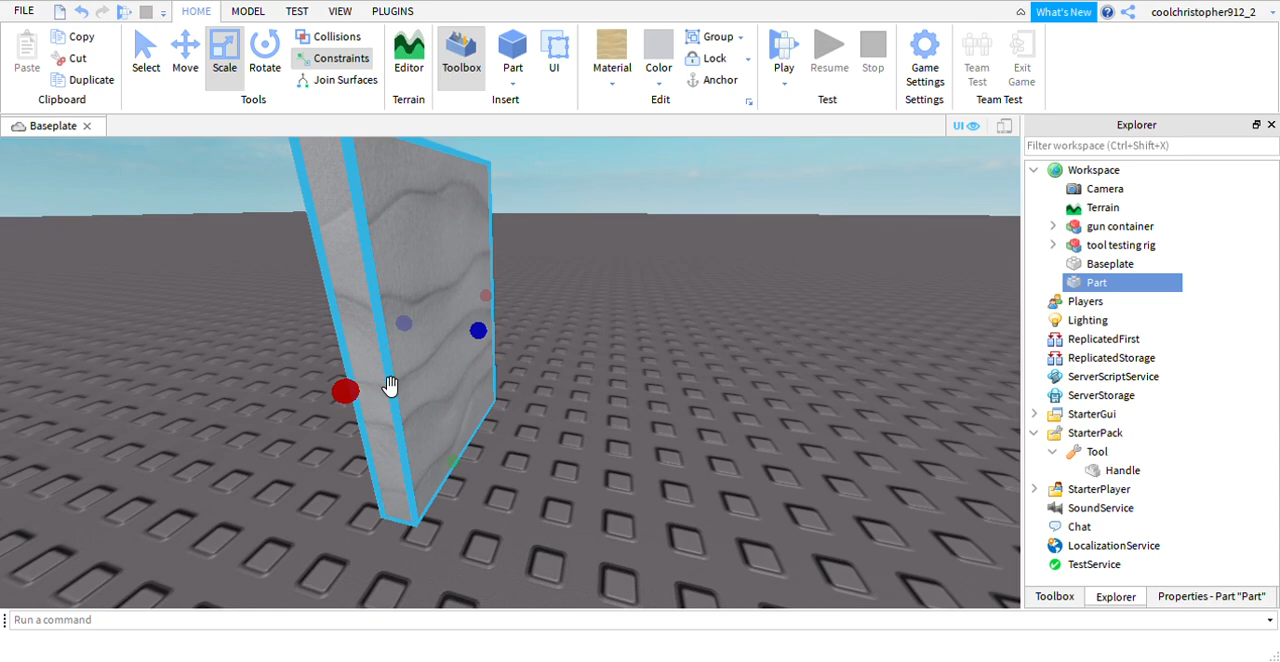 FILE HOME MODEL TEST VIEW PLUGINS What's New coolchristopher912_2
Paste Copy Cut Duplicate
Clipboard
Select Move Scale Rotate Collisions Constraints Join Surfaces
Tools
Editor
Terrain
Toolbox Part UI
Insert
Material Color Group Lock Anchor
Edit
Play Resume Stop
Test
Game Settings
Settings
Team Test Exit Game
Team Test
Baseplate
UI
Explorer
Filter workspace (Ctrl+Shift+X)
Workspace
Camera
Terrain
gun container
tool testing rig
Baseplate
Part
Players
Lighting
ReplicatedFirst
ReplicatedStorage
ServerScriptService
ServerStorage
StarterGui
StarterPack
Tool
Handle
StarterPlayer
SoundService
Chat
LocalizationService
TestService
Toolbox Explorer Properties - Part "Part"
Run a command